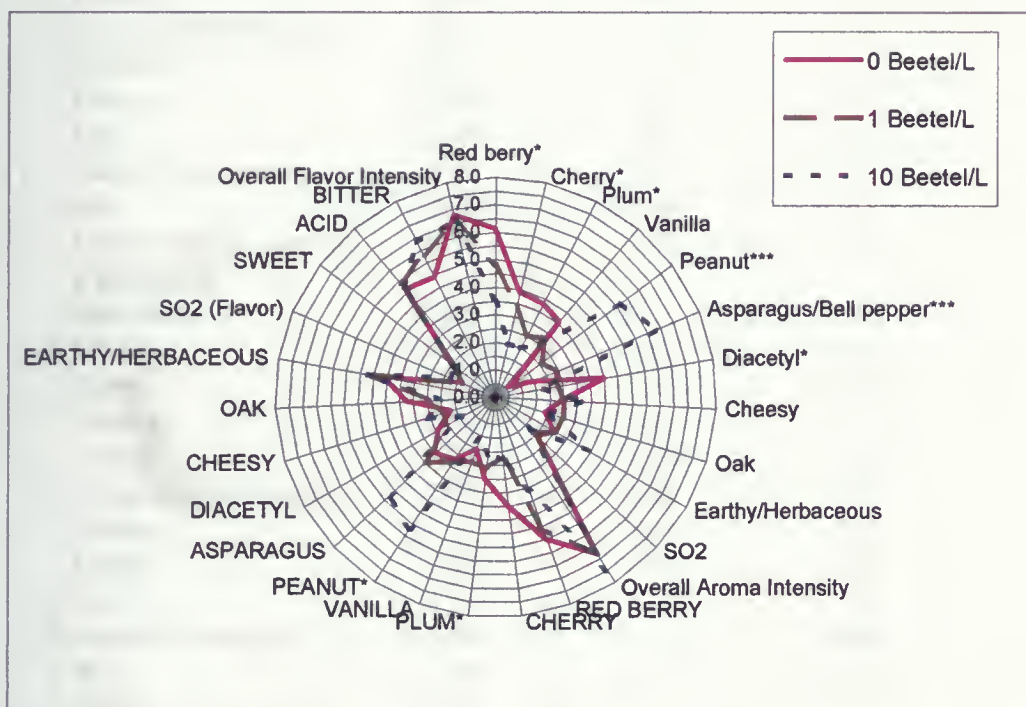 0 Beetel/L
1 Beetel/L
10 Beetel/L
Red berry*
Cherry*
Plum*
Vanilla
Peanut***
Asparagus/Bell pepper***
Diacetyl*
Cheesy
Oak
Earthy/Herbaceous
SO2
Overall Aroma Intensity
RED BERRY
CHERRY
PLUM*
VANILLA
PEANUT*
ASPARAGUS
DIACETYL
CHEESY
OAK
EARTHY/HERBACEOUS
SO2 (Flavor)
SWEET
ACID
BITTER
Overall Flavor Intensity
8.0
7.0
6.0
5.0
4.0
3.0
2.0
1.0
0.0